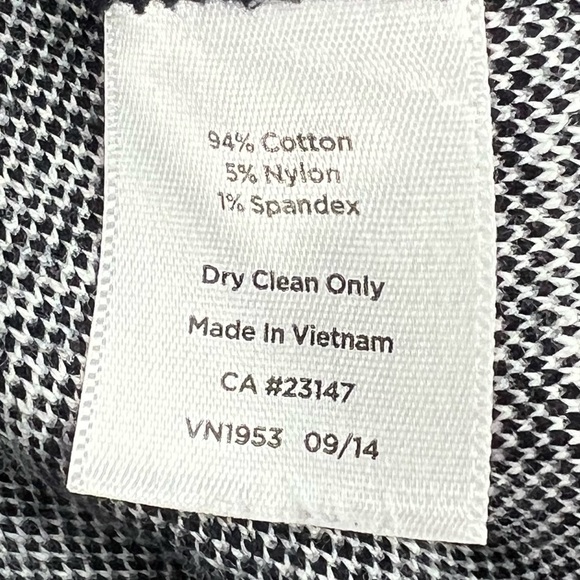 94% Cotton
5% Nylon
1% Spandex
Dry Clean Only
Made In Vietnam
CA #23147
VN1953 09/14